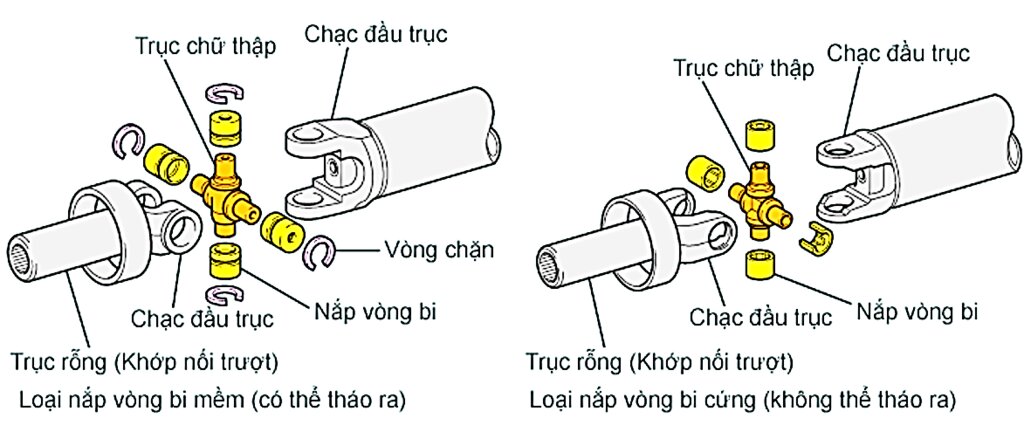 Trục chữ thập
Chạc đầu trục
Vòng chặn
Nắp vòng bi
Chạc đầu trục
Trục rỗng (Khớp nối trượt)
Loại nắp vòng bi mềm (có thể tháo ra)
Trục chữ thập
Chạc đầu trục
Nắp vòng bi
Chạc đầu trục
Trục rỗng (Khớp nối trượt)
Loại nắp vòng bi cứng (không thể tháo ra)